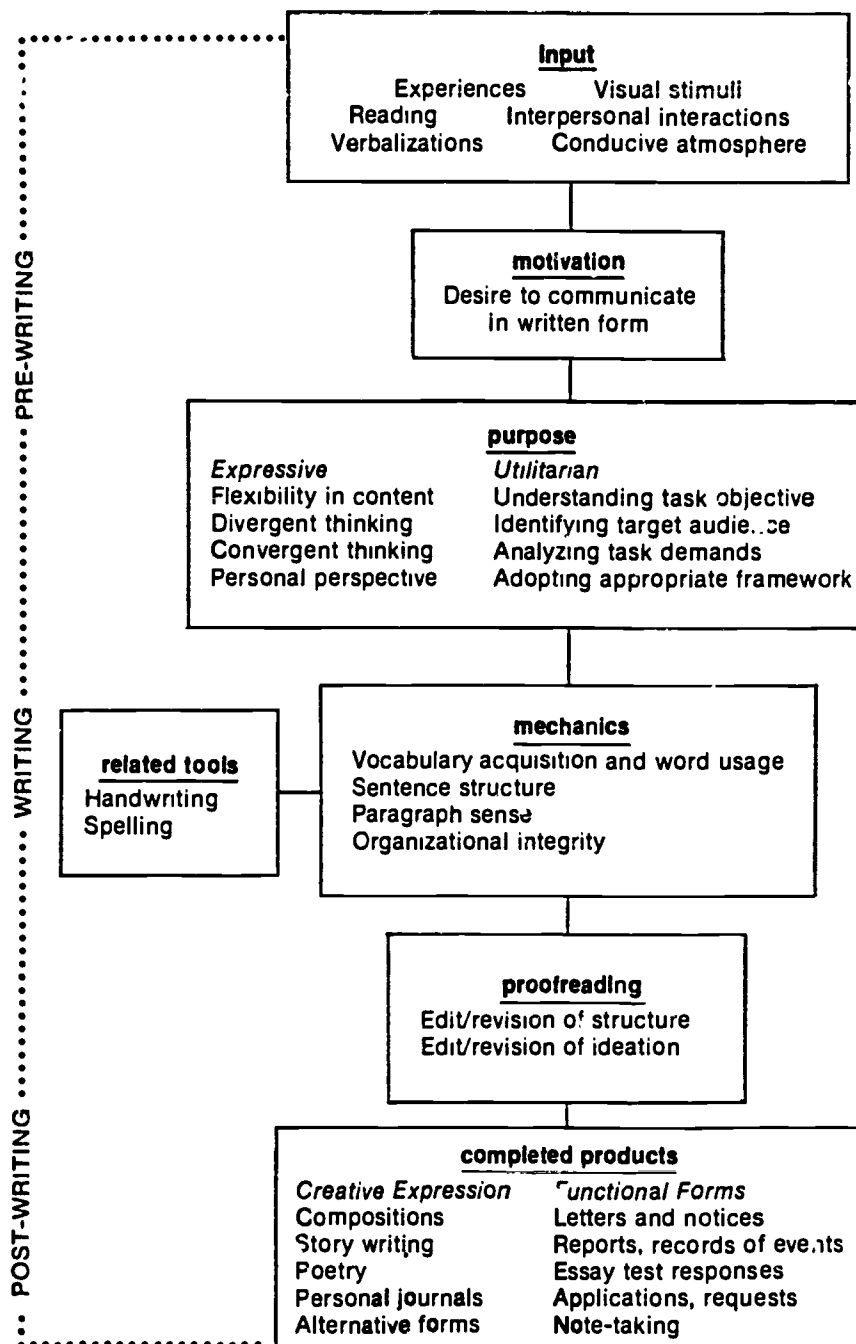 Input
Experiences Visual stimuli
Reading Interpersonal interactions
Verbalizations Conducive atmosphere
motivation
Desire to communicate
in written form
purpose
Expressive
Flexibility in content
Divergent thinking
Convergent thinking
Personal perspective
Utilitarian
Understanding task objective
Identifying target audience
Analyzing task demands
Adopting appropriate framework
related tools
Handwriting
Spelling
mechanics
Vocabulary acquisition and word usage
Sentence structure
Paragraph sense
Organizational integrity
proofreading
Edit/revision of structure
Edit/revision of ideation
completed products
Creative Expression
Compositions
Story writing
Poetry
Personal journals
Alternative forms
Functional Forms
Letters and notices
Reports, records of events
Essay test responses
Applications, requests
Note-taking
PRE-WRITING
WRITING
POST-WRITING